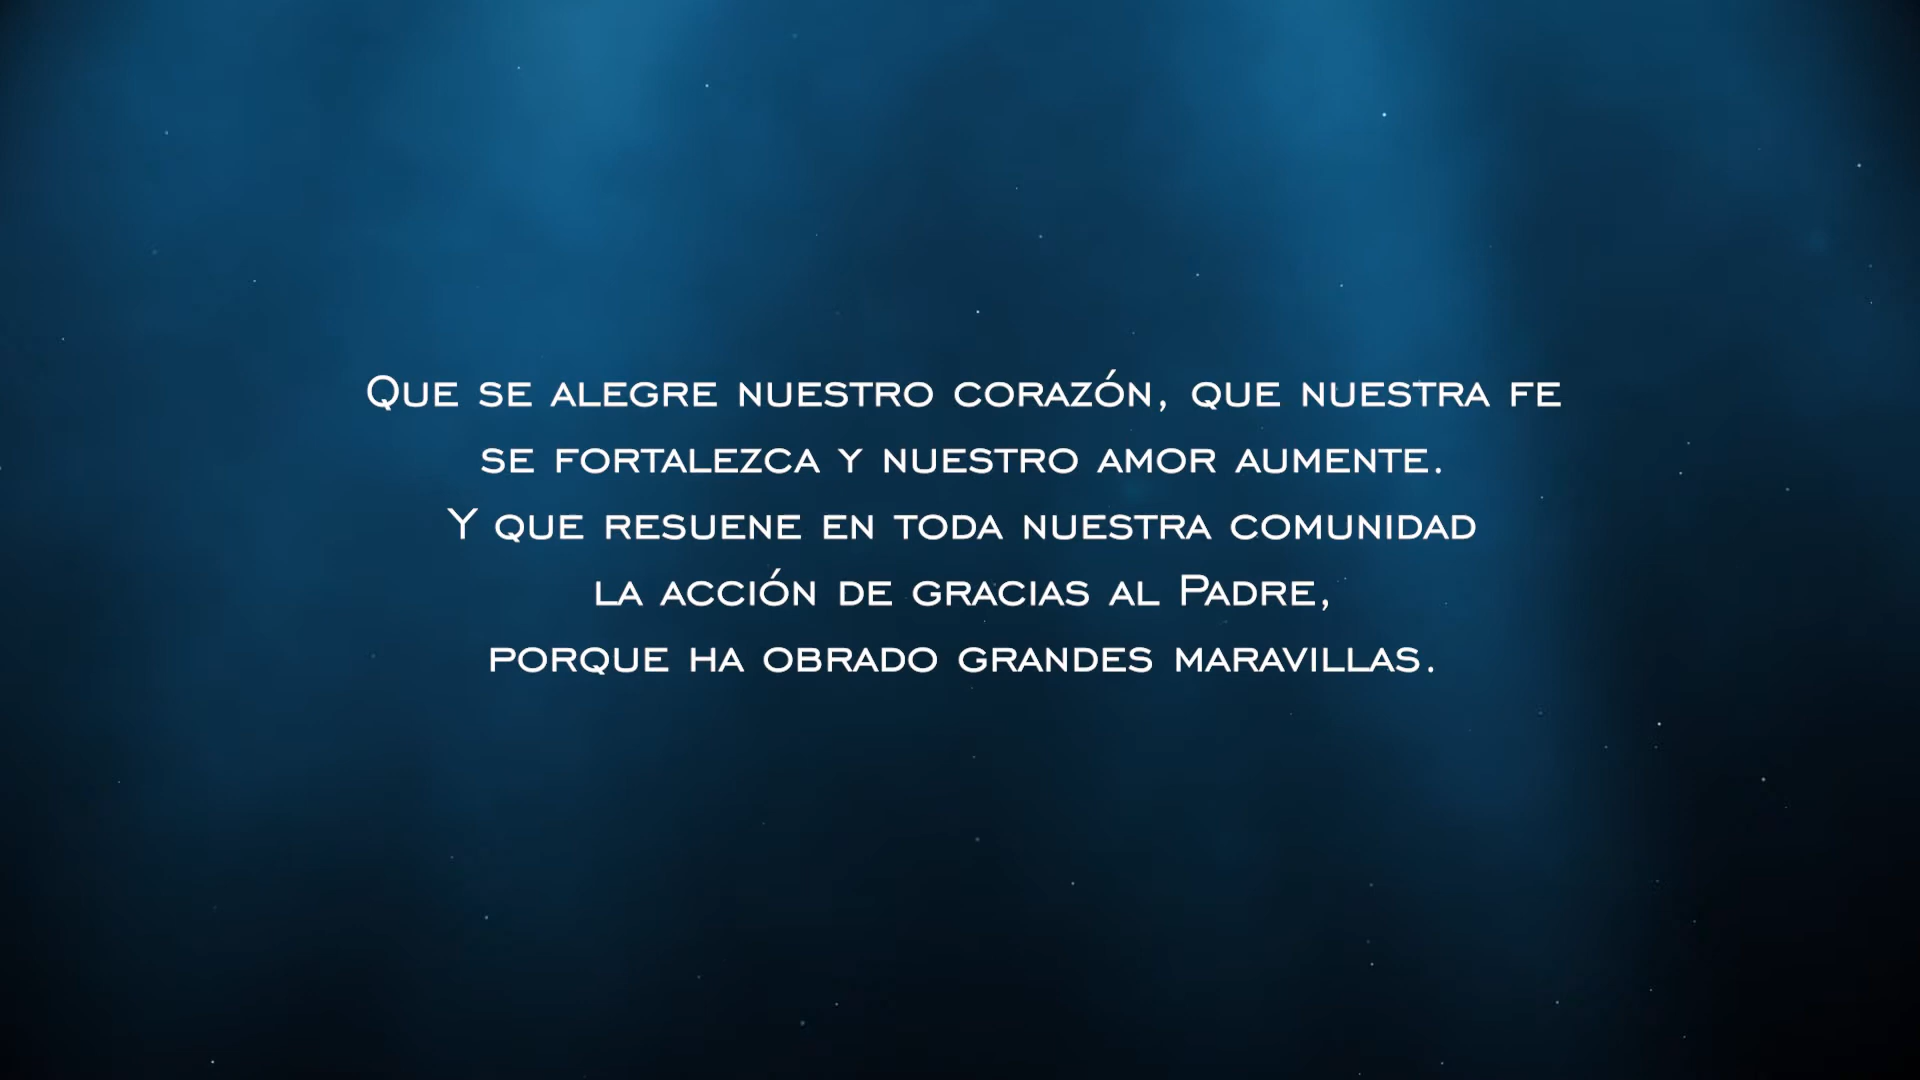 Que se alegre nuestro corazón, que nuestra fe
se fortalezca y nuestro amor aumente.
Y que resuene en toda nuestra comunidad
la acción de gracias al Padre,
porque ha obrado grandes maravillas.